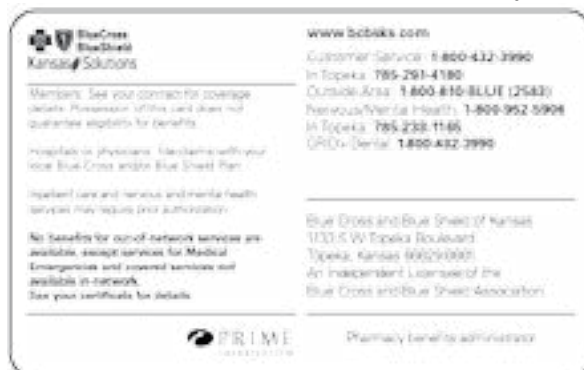 BlueCross
BlueShield
Kansas Solutions
Members: See your contract for coverage
details. Possession of this card does not
guarantee eligibility for benefits.
Hospitals or physicians: File claims with your
local Blue Cross and/or Blue Shield Plan.
Inpatient care and nervous and mental health
services may require prior authorization.
No benefits for out-of-network services are
available, except services for Medical
Emergencies and covered services not
available in-network.
See your certificate for details.
PRIME
www.bcbsks.com
Customer Service: 1-800-432-3990
In Topeka: 785-291-4180
Outside Area: 1-800-810-BLUE (2583)
Nervous/Mental Health: 1-800-952-5906
In Topeka: 785-233-1165
Dental: 1-800-432-3990
Blue Cross and Blue Shield of Kansas
1133 S.W. Topeka Boulevard
Topeka, Kansas
An Independent Licensee of the
Blue Cross and Blue Shield Association
Pharmacy benefits administrator